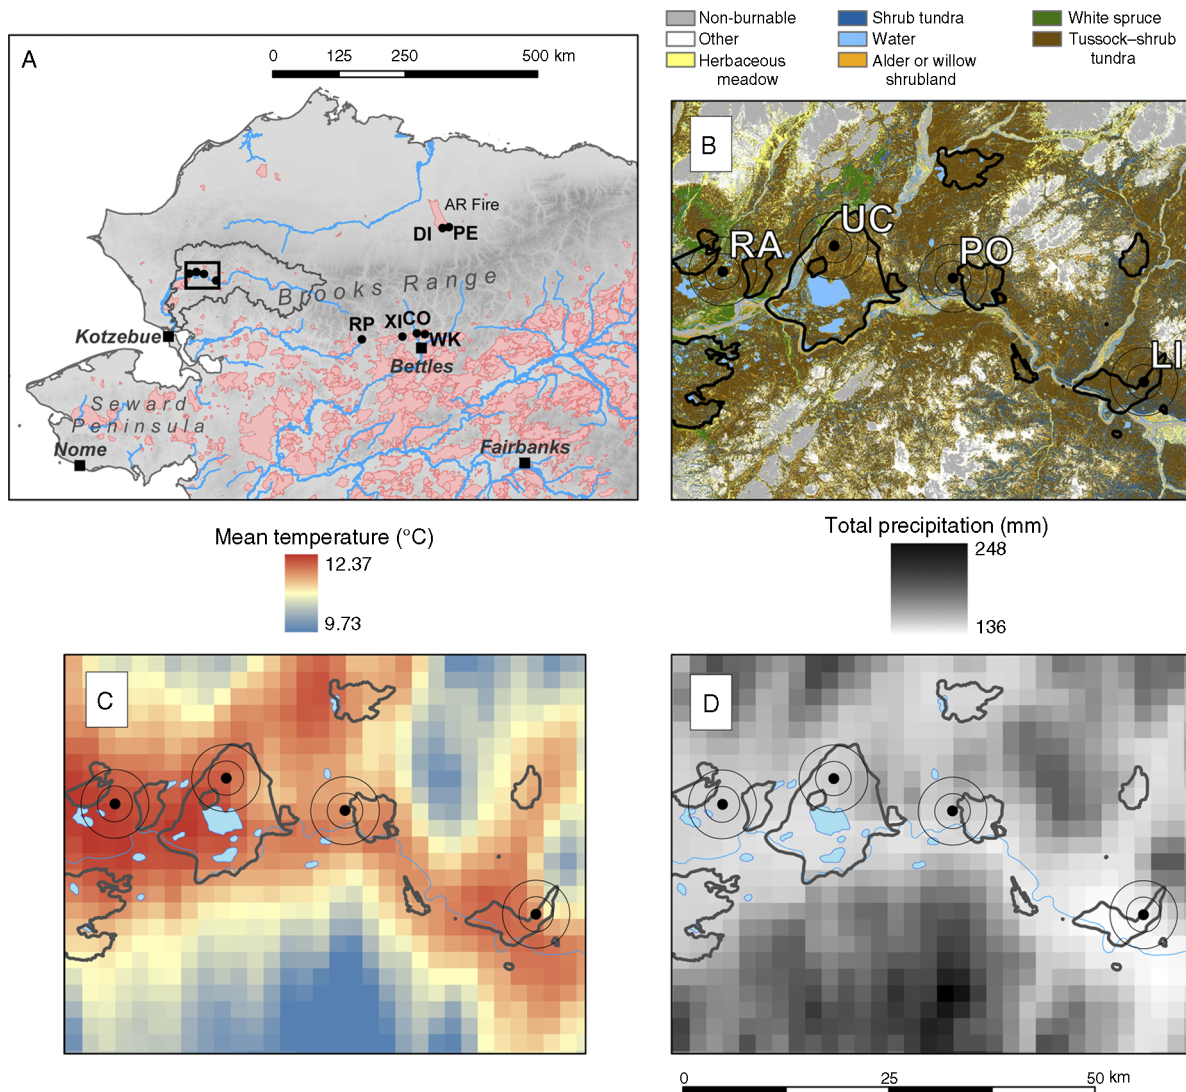 A
0 125 250 500 km
AR Fire
DI PE
Brooks Range
RP XI CO WK
Kotzebue
Bettles
Seward
Peninsula
Nome
Fairbanks
Non-burnable
Other
Herbaceous
meadow
Shrub tundra
Water
Alder or willow
shrubland
White spruce
Tussock–shrub
tundra
B
UC
RA
PO
LI
Mean temperature (°C)
12.37
9.73
Total precipitation (mm)
248
136
C
D
0 25 50 km